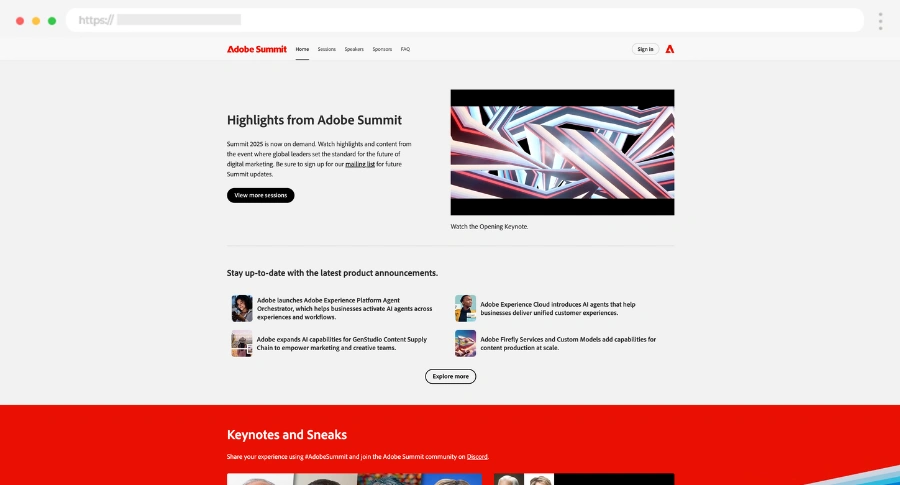 https://
Adobe Summit
Home
Sessions
Speakers
Sponsors
FAQ
Sign in
Highlights from Adobe Summit
Summit 2025 is now on demand. Watch highlights and content from
the event where global leaders set the standard for the future of
digital marketing. Be sure to sign up for our mailing list for future
Summit updates.
View more sessions
Watch the Opening Keynote.
Stay up-to-date with the latest product announcements.
Adobe launches Adobe Experience Platform Agent
Orchestrator, which helps businesses activate AI agents across
experiences and workflows.
Adobe Experience Cloud introduces AI agents that help
businesses deliver unified customer experiences.
Adobe expands AI capabilities for GenStudio Content Supply
Chain to empower marketing and creative teams.
Adobe Firefly Services and Custom Models add capabilities for
content production at scale.
Explore more
Keynotes and Sneaks
Share your experience using #AdobeSummit and join the Adobe Summit community on Discord.